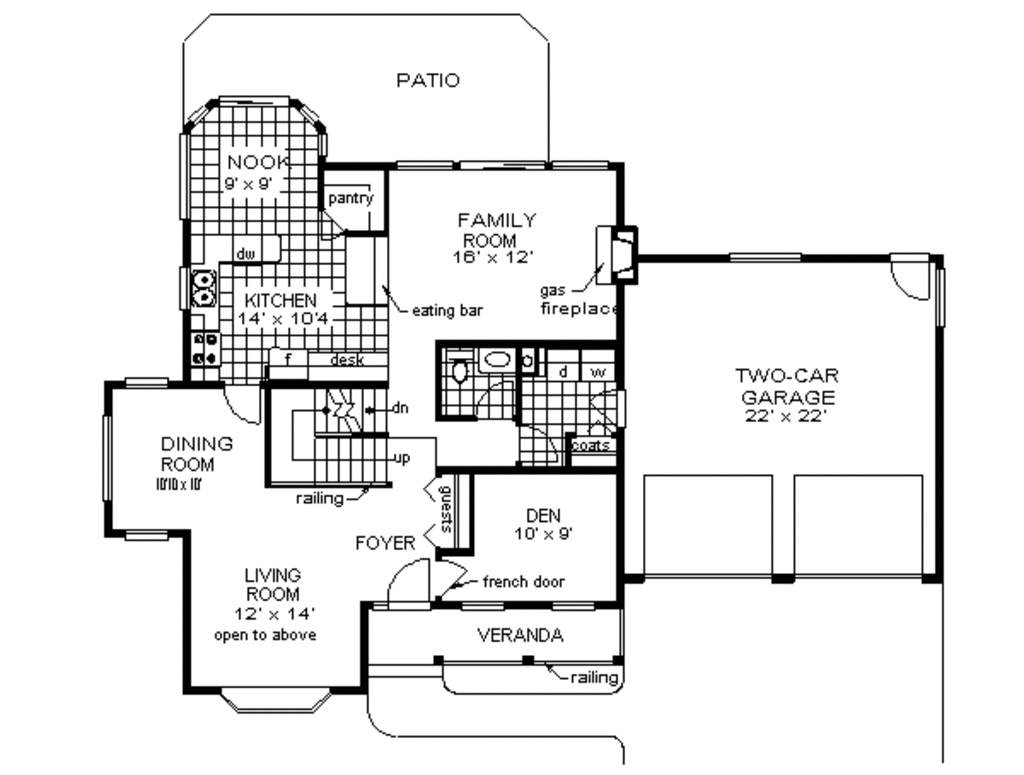 PATIO
NOOK
9' x 9'
pantry
FAMILY
ROOM
16' x 12'
dw
gas
fireplace
KITCHEN
14' x 10'4
eating bar
f
desk
d
w
TWO-CAR
GARAGE
22' x 22'
dn
DINING
ROOM
10'10 x 10'
up
coats
railing
guests
DEN
10' x 9'
FOYER
LIVING
ROOM
12' x 14'
open to above
french door
VERANDA
railing